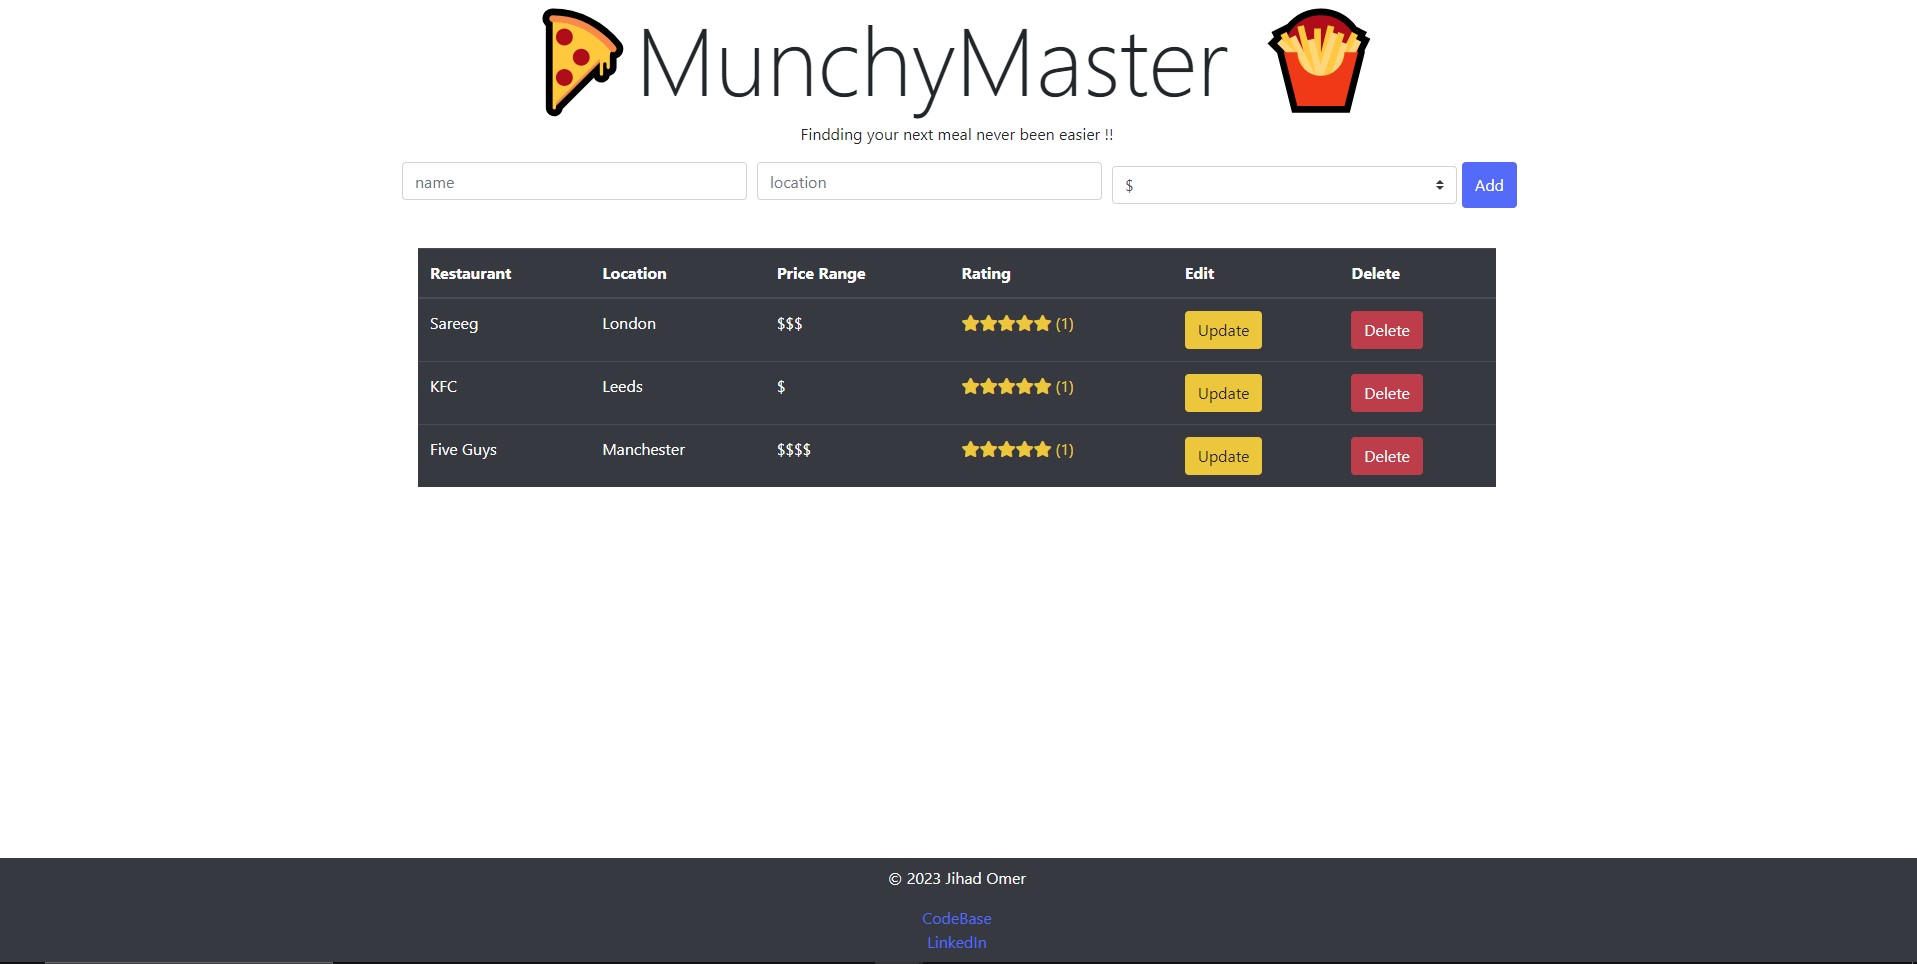 MunchyMaster
Findding your next meal never been easier !!
name location $ Add
Restaurant Location Price Range Rating Edit Delete
Sareeg London $$$ (1) Update Delete
KFC Leeds $ (1) Update Delete
Five Guys Manchester $$$$ (1) Update Delete
© 2023 Jihad Omer
CodeBase
LinkedIn